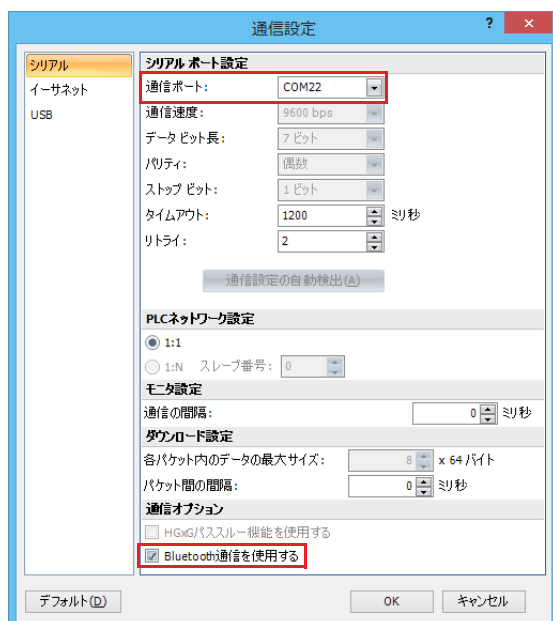 通信設定
? ×
シリアル
イーサネット
USB
シリアル ポート設定
通信ポート: COM22
通信速度: 9600 bps
データ ビット長: 7 ビット
パリティ: 偶数
ストップ ビット: 1 ビット
タイムアウト: 1200 ミリ秒
リトライ: 2
通信設定の自動検出(A)
PLCネットワーク設定
1:1
1:N スレーブ番号: 0
モニタ設定
通信の間隔: 0 ミリ秒
ダウンロード設定
各パケット内のデータの最大サイズ: 8 x 64 バイト
パケット間の間隔: 0 ミリ秒
通信オプション
HGxGパススルー機能を使用する
Bluetooth通信を使用する
デフォルト(D) OK キャンセル